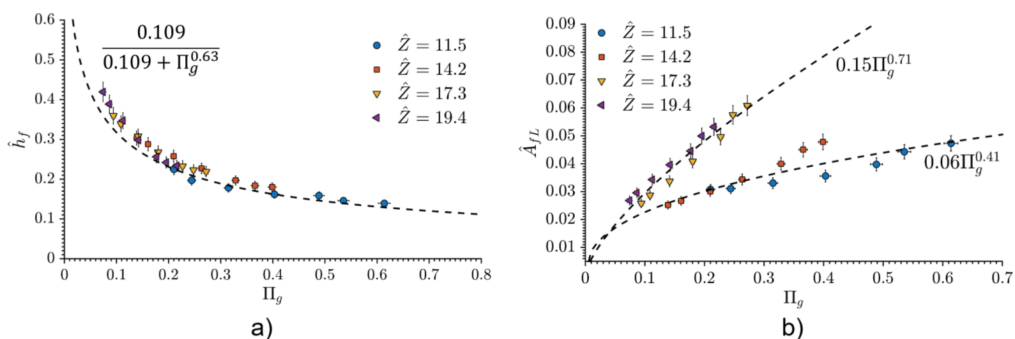 0.6
0.5
0.4
0.3
0.2
0.1
0
0 0.1 0.2 0.3 0.4 0.5 0.6 0.7 0.8
ĥ_f
Π_g
0.109
0.109 + Π_g^0.63
Ẑ = 11.5
Ẑ = 14.2
Ẑ = 17.3
Ẑ = 19.4
a)
0.09
0.08
0.07
0.06
0.05
0.04
0.03
0.02
0.01
0 0.1 0.2 0.3 0.4 0.5 0.6 0.7
Â_fL
Π_g
Ẑ = 11.5
Ẑ = 14.2
Ẑ = 17.3
Ẑ = 19.4
0.15Π_g^0.71
0.06Π_g^0.41
b)